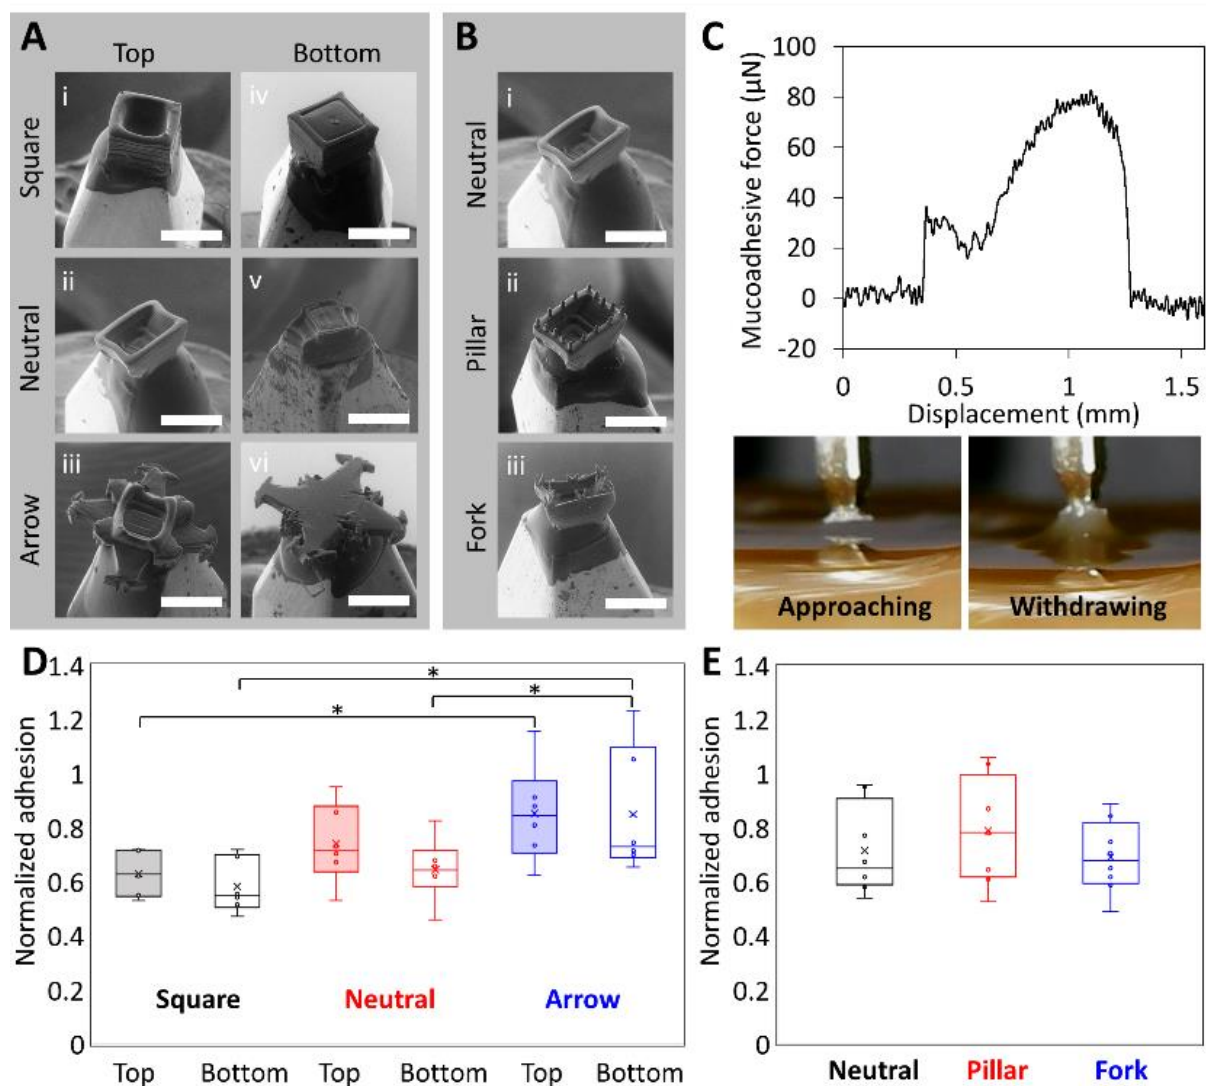 A
Top
Bottom
Square
i
iv
Neutral
ii
v
Arrow
iii
vi
B
Neutral
i
Pillar
ii
Fork
iii
C
Mucoadhesive force (μN)
100
80
60
40
20
0
-20
0
0.5
1
1.5
Displacement (mm)
Approaching
Withdrawing
D
Normalized adhesion
1.4
1.2
1
0.8
0.6
0.4
0.2
0
*
*
*
Square
Neutral
Arrow
Top
Bottom
Top
Bottom
Top
Bottom
E
Normalized adhesion
1.4
1.2
1
0.8
0.6
0.4
0.2
0
Neutral
Pillar
Fork